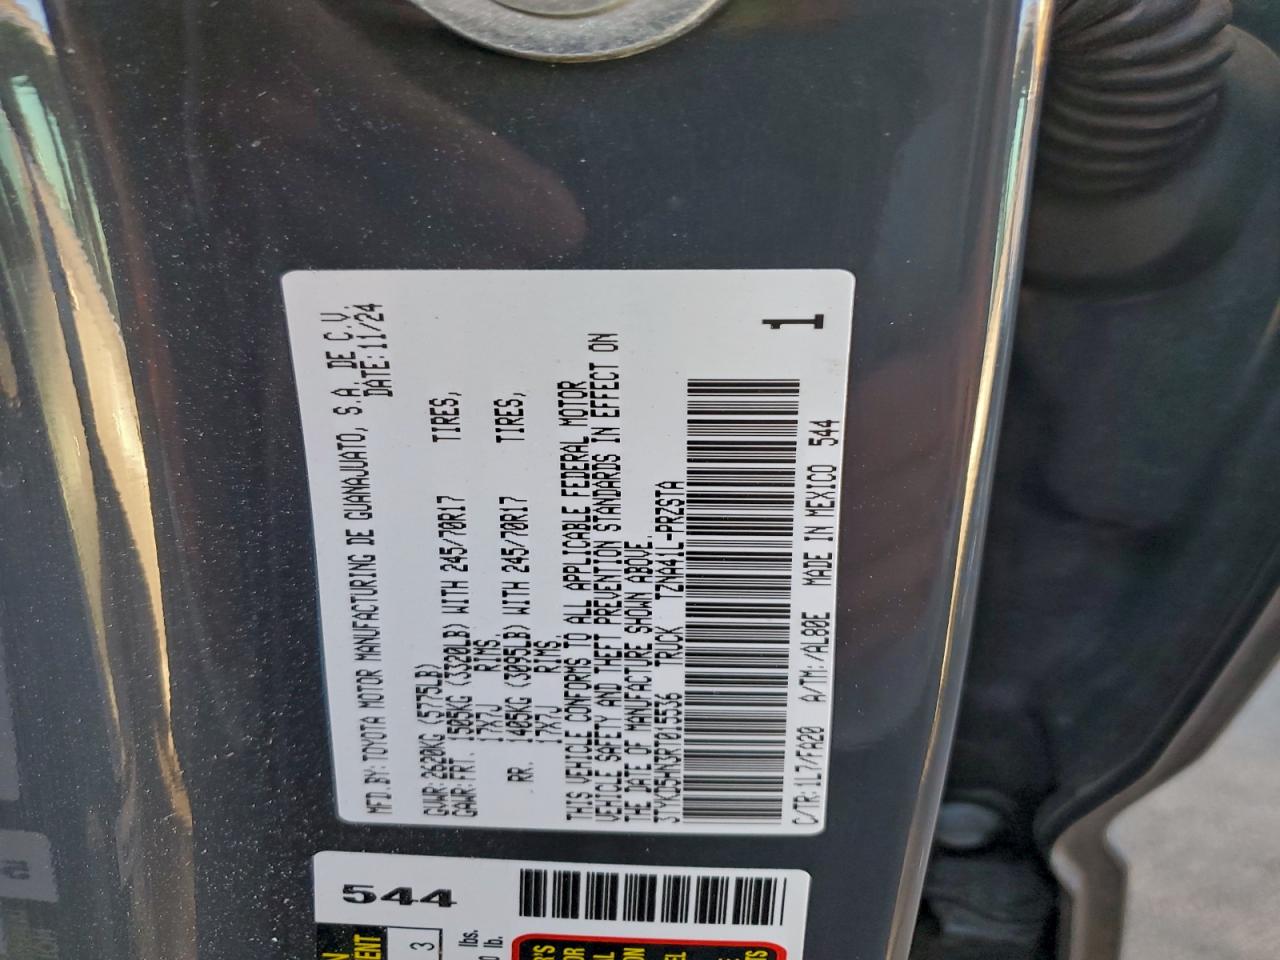 MFD.BY:TOYOTA MOTOR MANUFACTURING DE GUANAJUATO, S.A. DE C.V.
DATE:11/24
GVWR:2620KG (5775LB)
GAWR:FRT. 1505KG (3320LB) WITH 245/70R17 TIRES,
17X7J RIMS,
RR. 1405KG (3095LB) WITH 245/70R17 TIRES,
17X7J RIMS.
THIS VEHICLE CONFORMS TO ALL APPLICABLE FEDERAL MOTOR
VEHICLE SAFETY AND THEFT PREVENTION STANDARDS IN EFFECT ON
THE DATE OF MANUFACTURE SHOWN ABOVE.
3TYKD5HN3RT015536 TRUCK TZNA41L-PRZSTA
1
C/TR:1L7/FA20 A/TM:/AL80E MADE IN MEXICO 544
544
3
lbs.
lb.